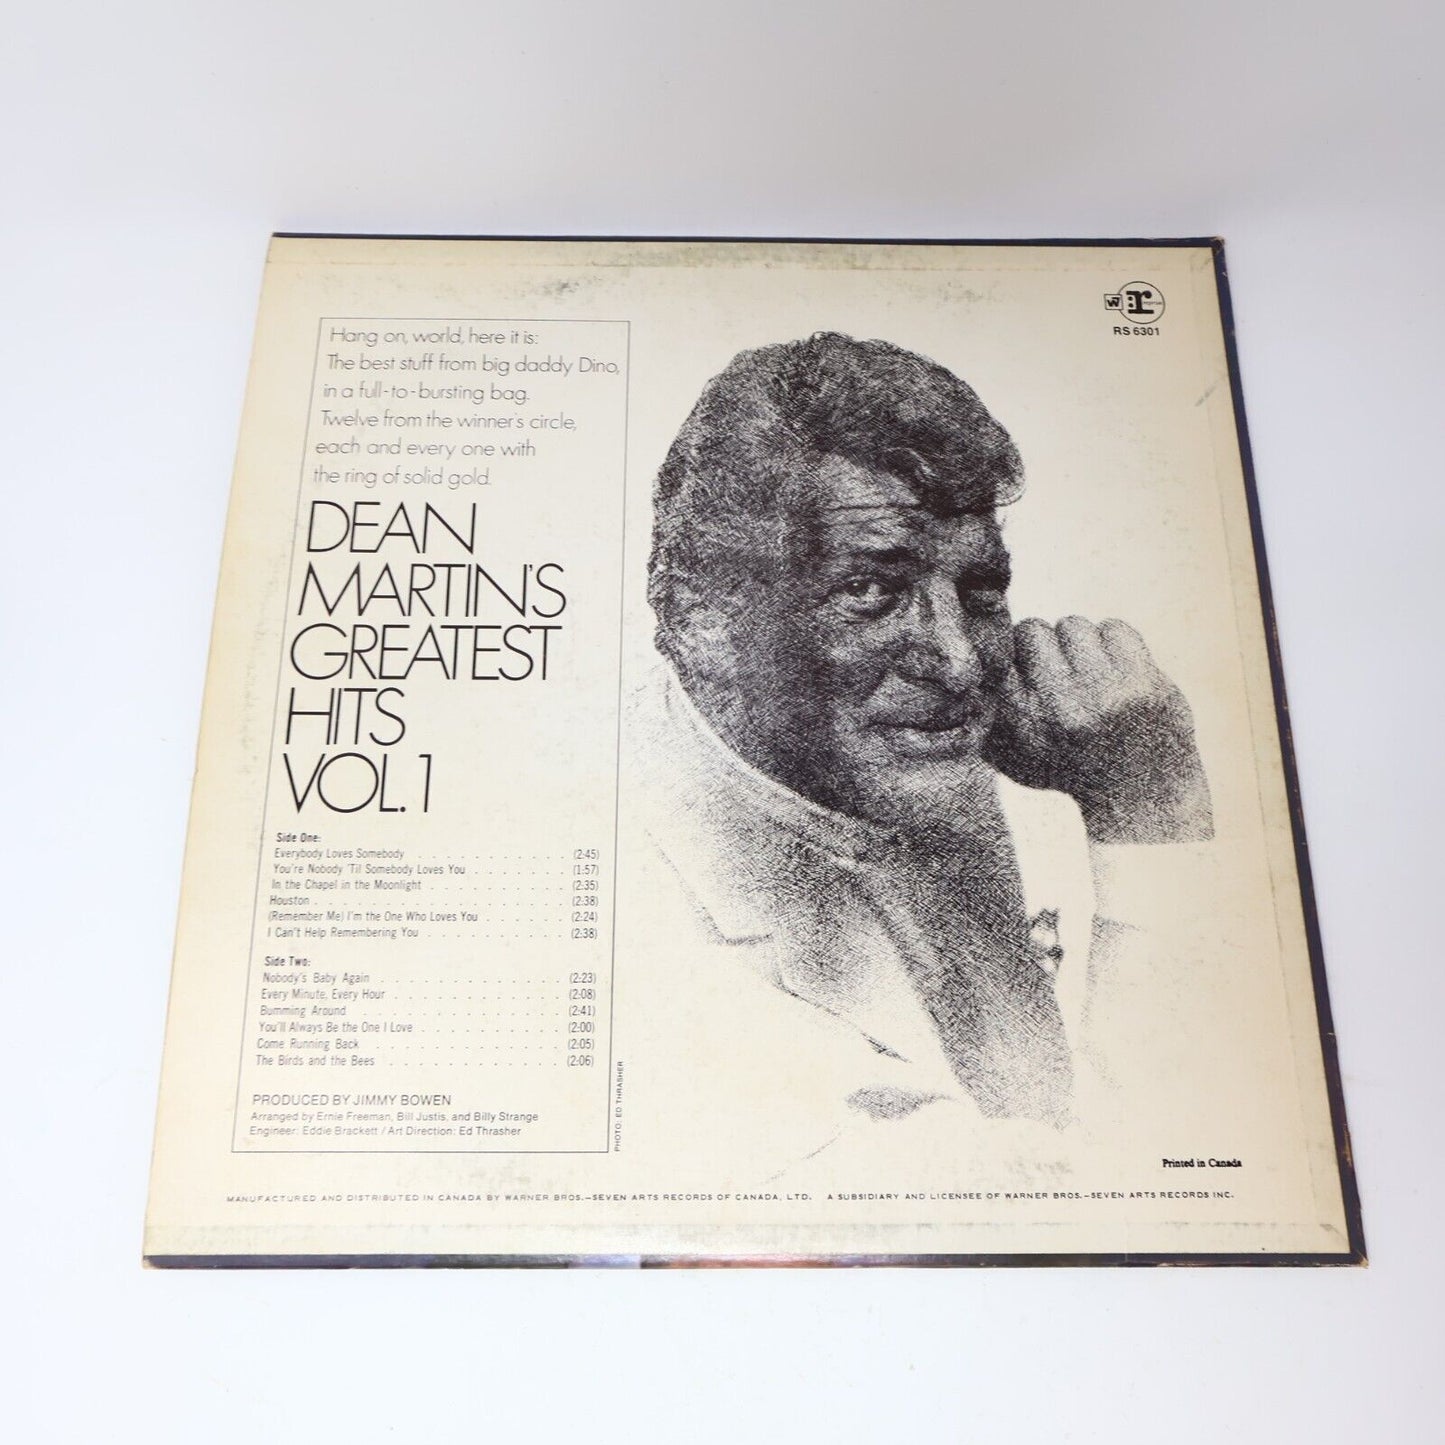 W
r: reprise
RS 6301
Hang on, world, here it is:
The best stuff from big daddy Dino,
in a full-to-bursting bag.
Twelve from the winner's circle,
each and every one with
the ring of solid gold.
DEAN
MARTIN'S
GREATEST
HITS
VOL. 1
Side One:
Everybody Loves Somebody . . . . . . . . . . . (2:45)
You're Nobody 'Til Somebody Loves You . . . . . . . (1:57)
In the Chapel in the Moonlight . . . . . . . . . . (2:35)
Houston . . . . . . . . . . . . . . . . . . . (2:38)
(Remember Me) I'm the One Who Loves You . . . . . . (2:24)
I Can't Help Remembering You . . . . . . . . . . (2:38)
Side Two:
Nobody's Baby Again . . . . . . . . . . . . . (2:23)
Every Minute, Every Hour . . . . . . . . . . . . (2:08)
Bumming Around . . . . . . . . . . . . . . (2:41)
You'll Always Be the One I Love . . . . . . . . . . (2:00)
Come Running Back . . . . . . . . . . . . . (2:05)
The Birds and the Bees . . . . . . . . . . . . (2:06)
PRODUCED BY JIMMY BOWEN
Arranged by Ernie Freeman, Bill Justis, and Billy Strange
Engineer: Eddie Brackett / Art Direction: Ed Thrasher
PHOTO: ED THRASHER
Printed in Canada
MANUFACTURED AND DISTRIBUTED IN CANADA BY WARNER BROS.—SEVEN ARTS RECORDS OF CANADA, LTD. A SUBSIDIARY AND LICENSEE OF WARNER BROS.—SEVEN ARTS RECORDS INC.